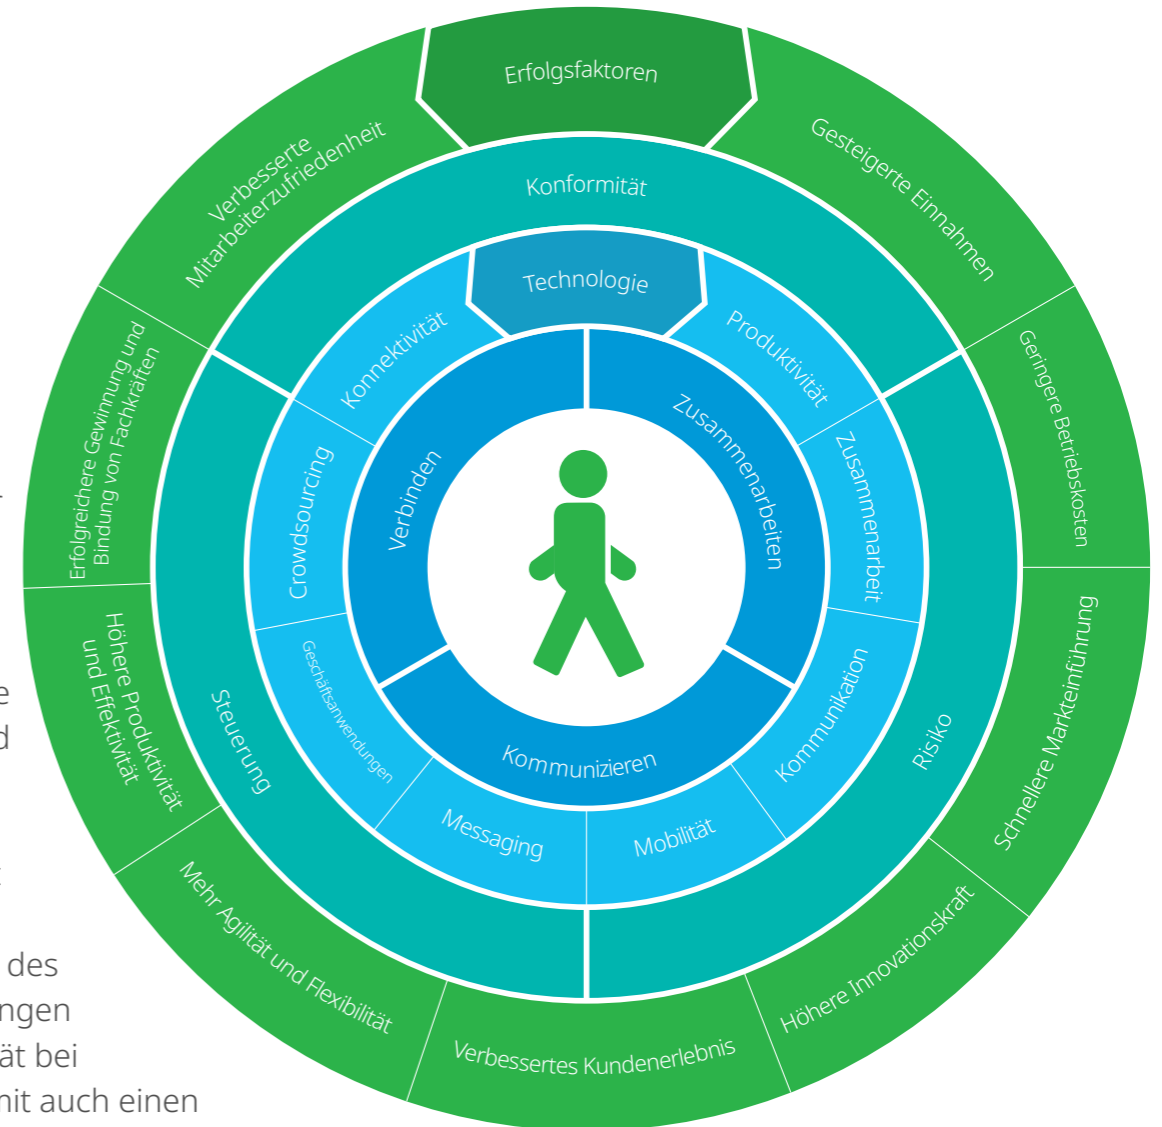 Erfolgsfaktoren
Gesteigerte Einnahmen
Geringere Betriebskosten
Schnellere Markteinführung
Höhere Innovationskraft
Verbessertes Kundenerlebnis
Mehr Agilität und Flexibilität
Höhere Produktivität
und Effektivität
Erfolgreichere Gewinnung und
Bindung von Fachkräften
Verbesserte
Mitarbeiterzufriedenheit
Konformität
Risiko
Steuerung
Technologie
Produktivität
Zusammenarbeit
Kommunikation
Mobilität
Messaging
Geschäftsanwendungen
Crowdsourcing
Konnektivität
Zusammenarbeiten
Kommunizieren
Verbinden
des
ngen
ät bei
mit auch einen